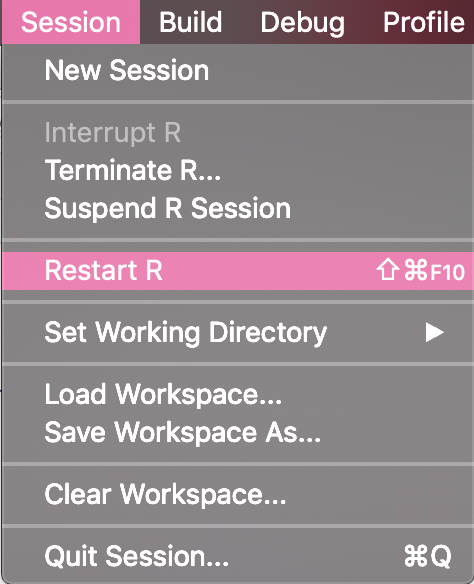 Session Build Debug Profile
New Session
Interrupt R
Terminate R...
Suspend R Session
Restart R ⇧⌘F10
Set Working Directory ▶
Load Workspace...
Save Workspace As...
Clear Workspace...
Quit Session... ⌘Q